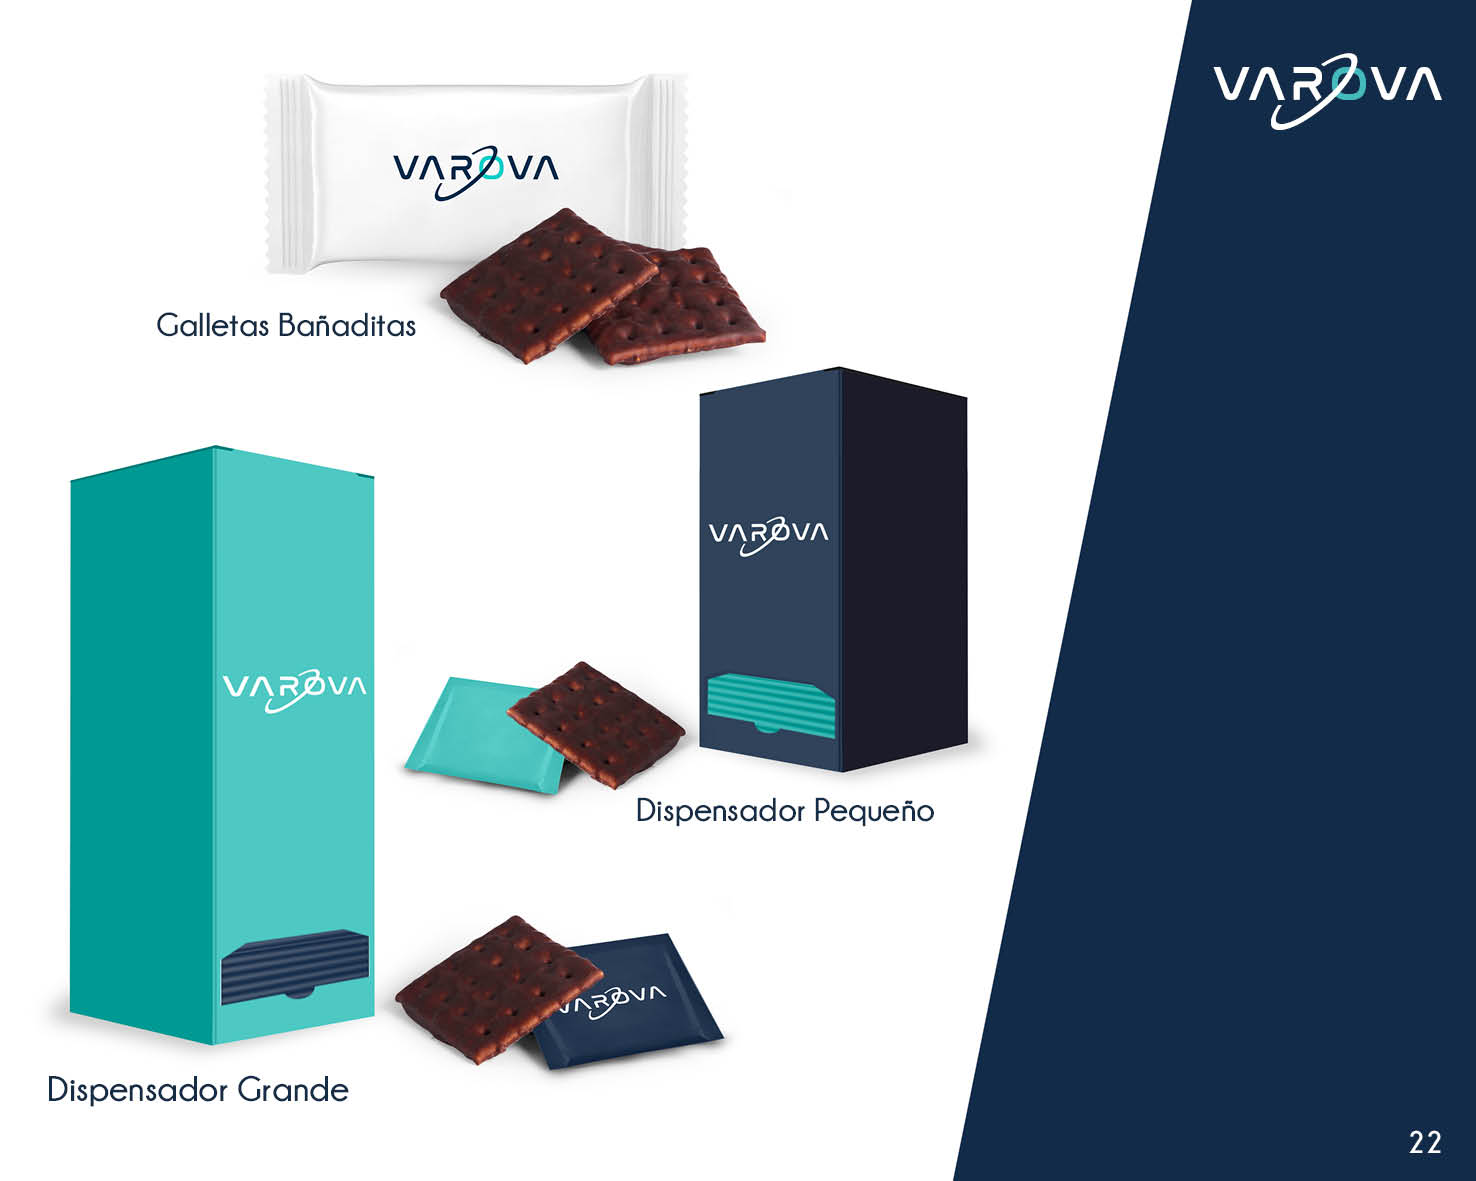 VAROVA
VAROVA
Galletas Bañaditas
VAROVA
VAROVA
Dispensador Pequeño
VAROVA
Dispensador Grande
22